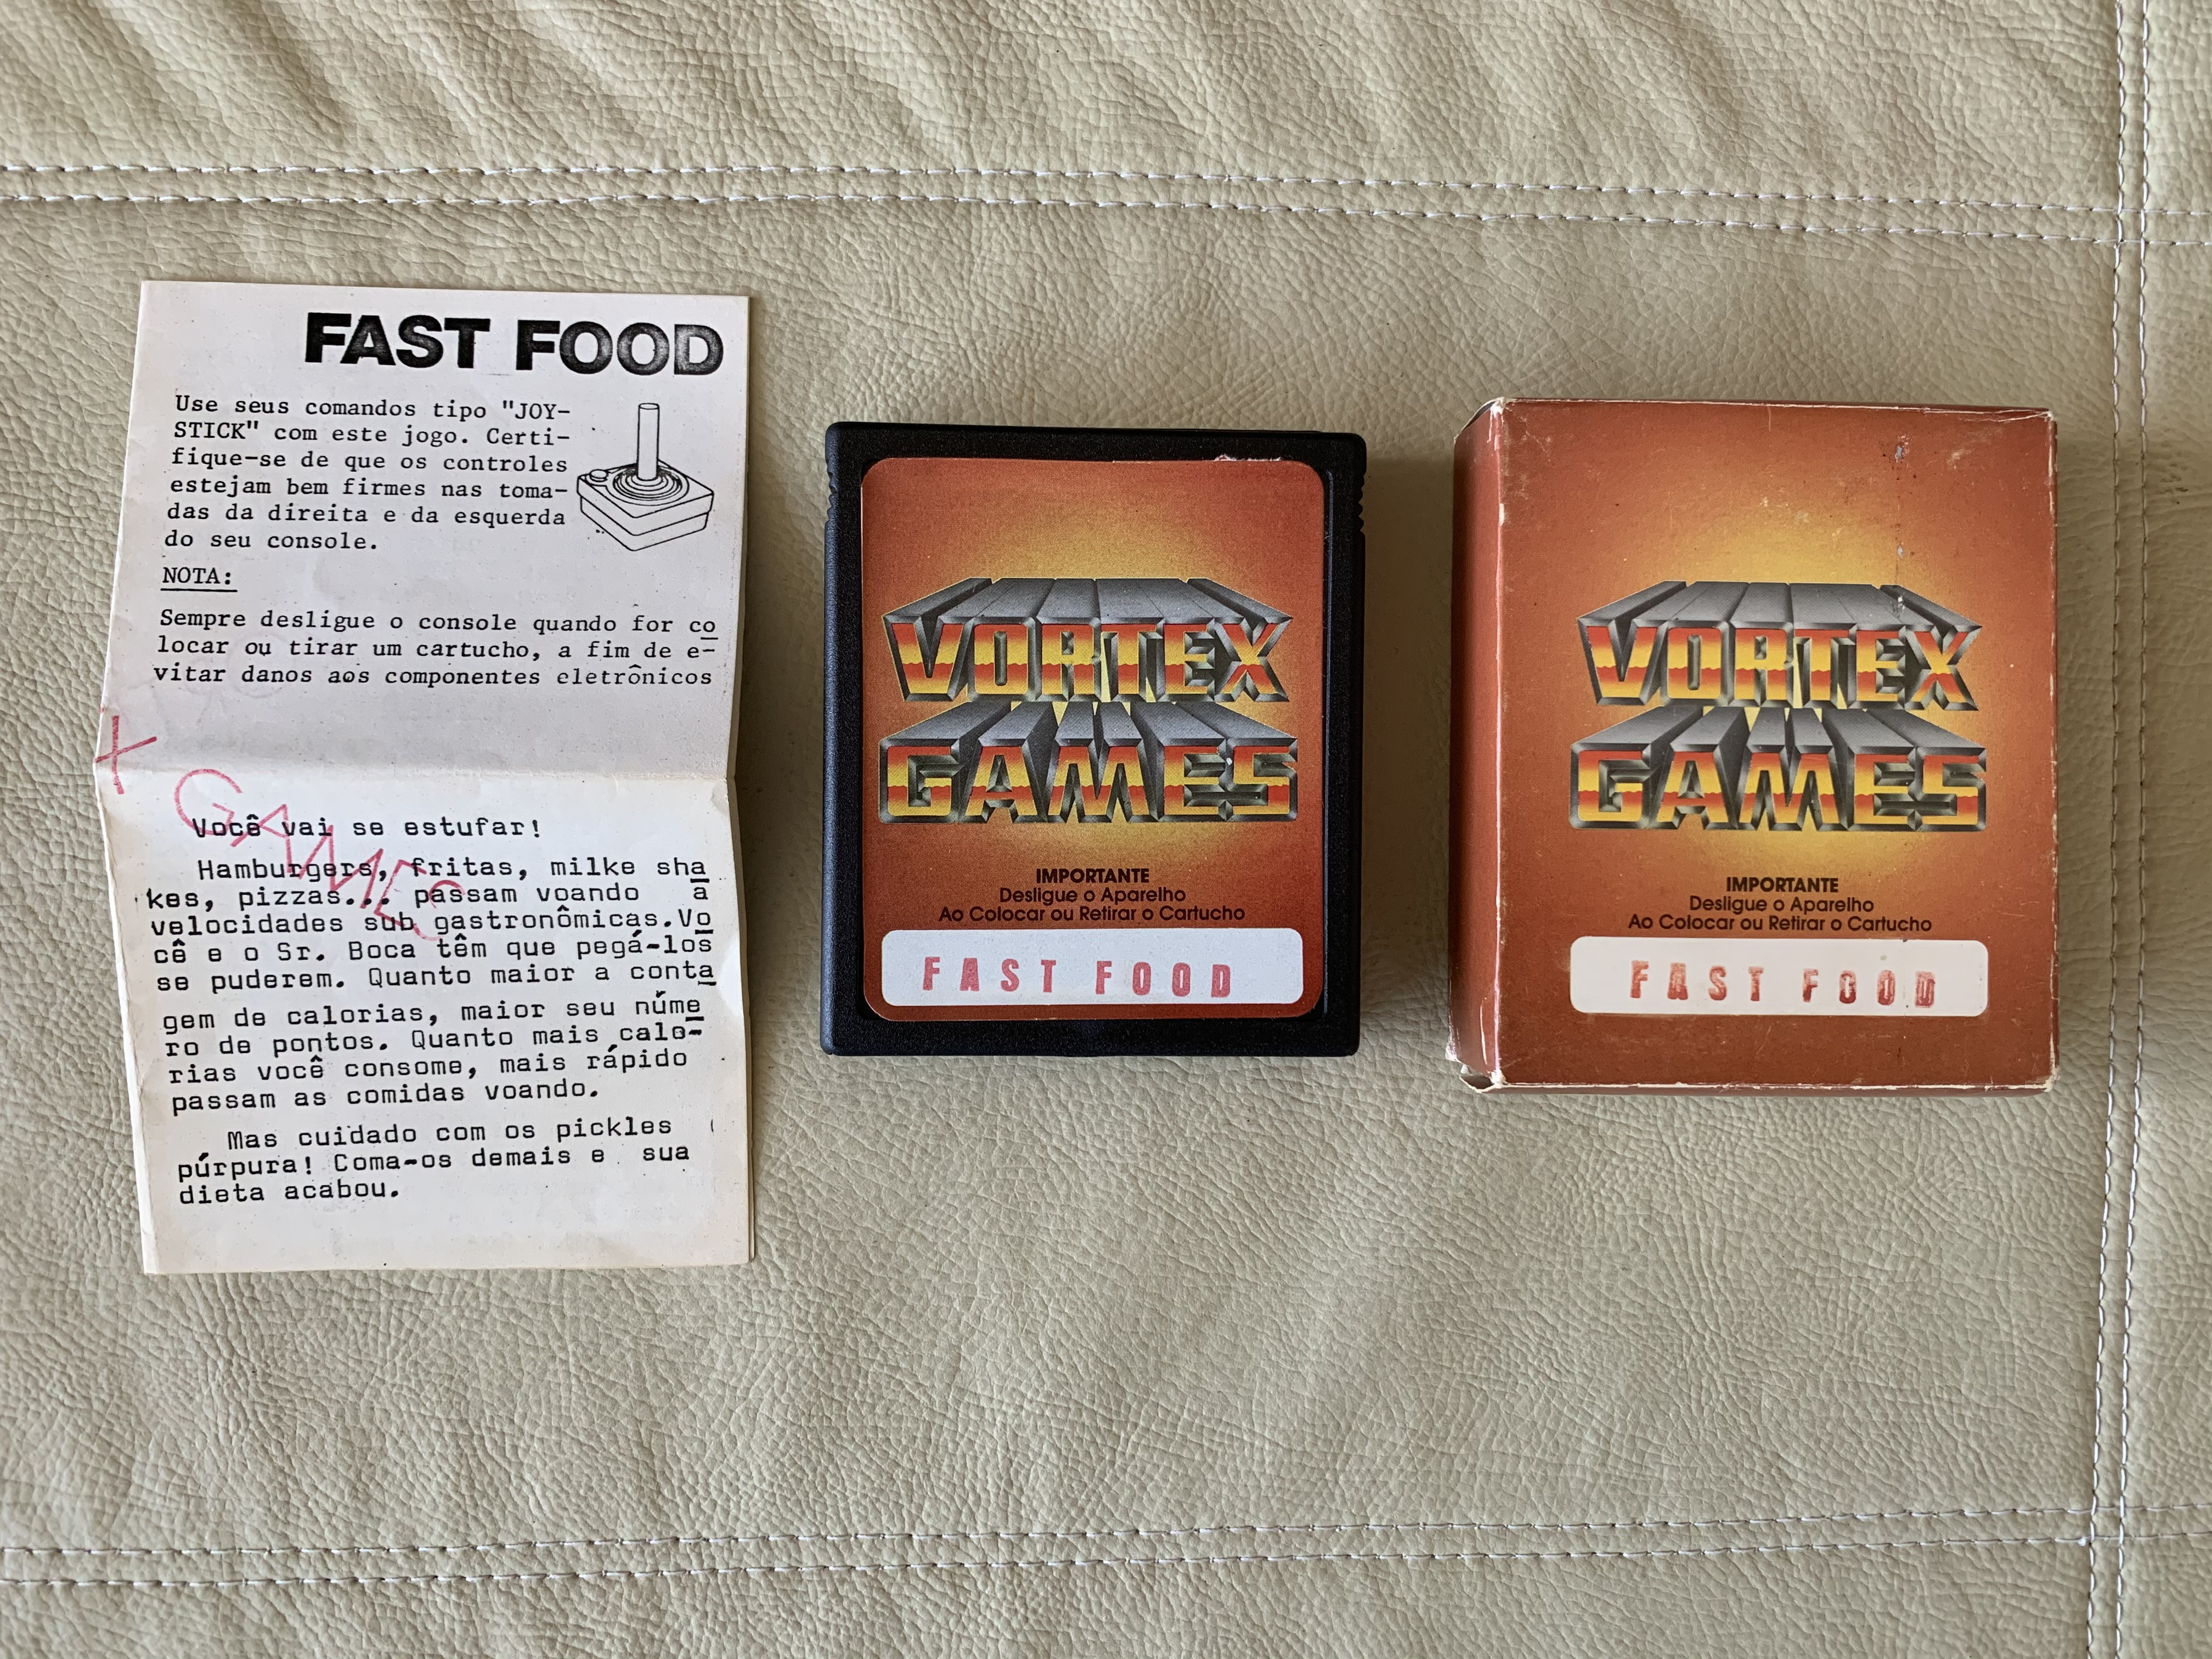 FAST FOOD
Use seus comandos tipo "JOY-
STICK" com este jogo. Certi-
fique-se de que os controles
estejam bem firmes nas toma-
das da direita e da esquerda
do seu console.
NOTA:
Sempre desligue o console quando for co
locar ou tirar um cartucho, a fim de e-
vitar danos aos componentes eletrônicos
X GAMES
Você vai se estufar!
Hamburgers, fritas, milke sha
kes, pizzas... passam voando a
velocidades sub gastronômicas.Vo
cê e o Sr. Boca têm que pegá-los
se puderem. Quanto maior a conta
gem de calorias, maior seu núme
ro de pontos. Quanto mais calo-
rias você consome, mais rápido
passam as comidas voando.
Mas cuidado com os pickles
púrpura! Coma-os demais e sua
dieta acabou.
VORTEX
GAMES
IMPORTANTE
Desligue o Aparelho
Ao Colocar ou Retirar o Cartucho
FAST FOOD
VORTEX
GAMES
IMPORTANTE
Desligue o Aparelho
Ao Colocar ou Retirar o Cartucho
FAST FOOD